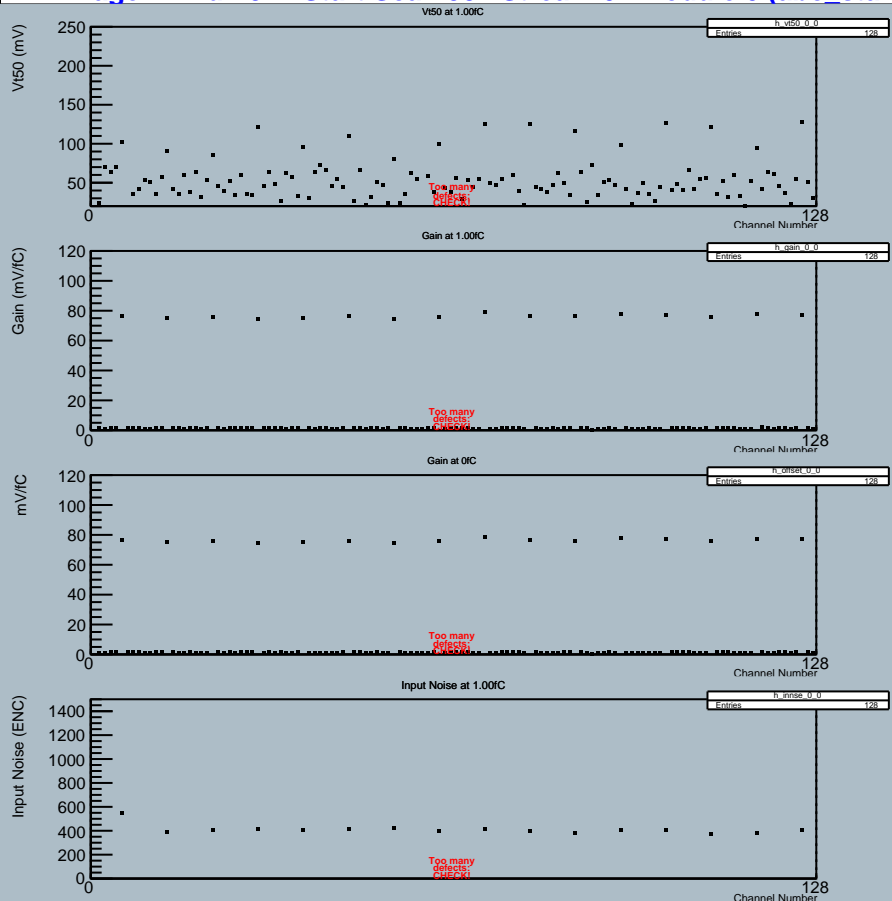 Vt50 at 1.00fC
h_vt50_0_0
Entries 128
Vt50 (mV)
250
200
150
100
50
Too many
defects:
CHECK!
0
128
Channel Number
Gain at 1.00fC
h_gain_0_0
Entries 128
Gain (mV/fC)
120
100
80
60
40
20
0
Too many
defects:
CHECK!
0
128
Channel Number
Gain at 0fC
h_offset_0_0
Entries 128
mV/fC
120
100
80
60
40
20
0
Too many
defects:
CHECK!
0
128
Channel Number
Input Noise at 1.00fC
h_innse_0_0
Entries 128
Input Noise (ENC)
1400
1200
1000
800
600
400
200
0
Too many
defects:
CHECK!
0
128
Channel Number